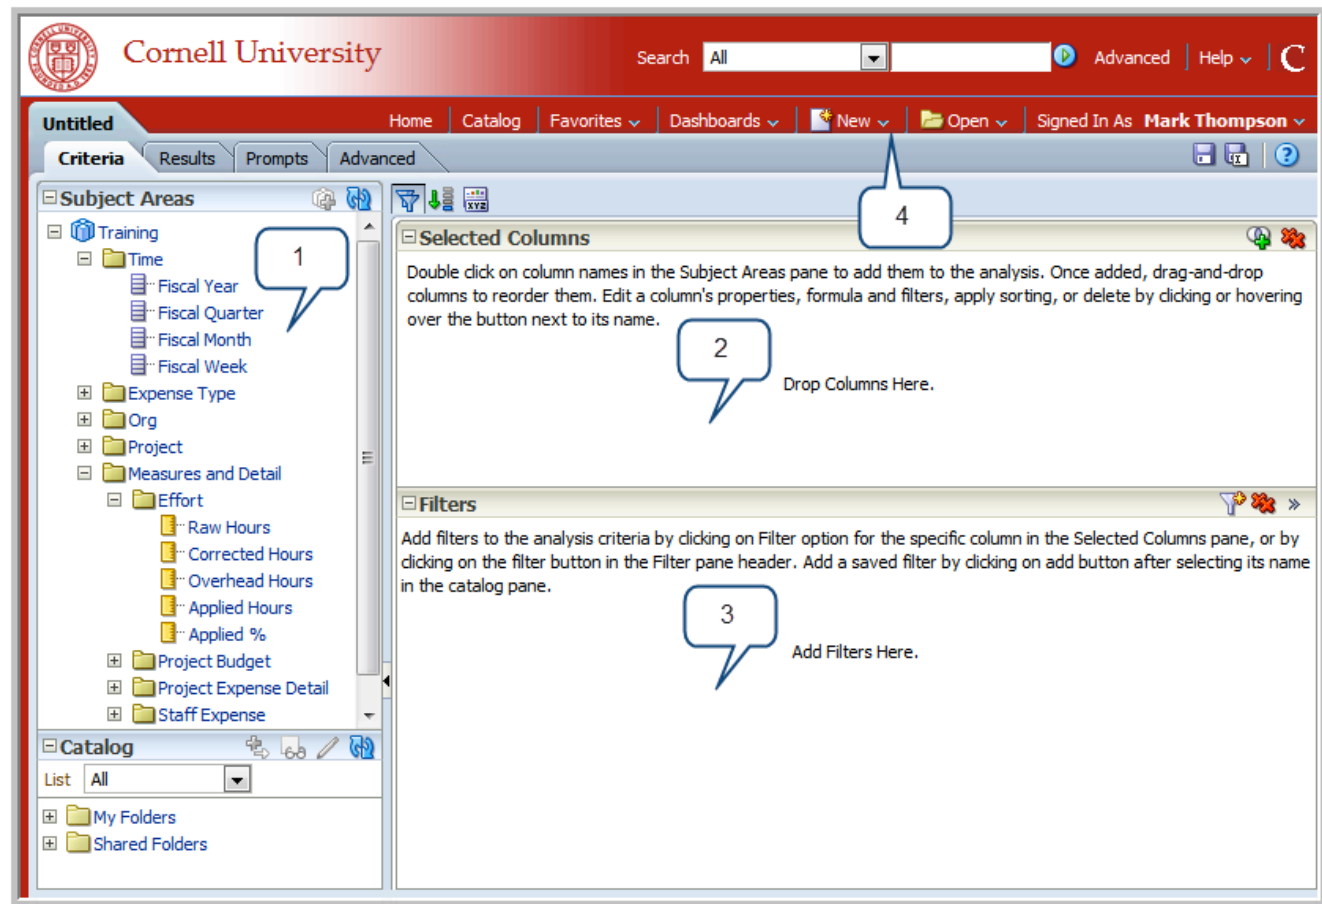 Cornell University
Search All Advanced Help C
Untitled
Home Catalog Favorites Dashboards New Open Signed In As Mark Thompson
Criteria Results Prompts Advanced
Subject Areas
Training
Time
Fiscal Year
Fiscal Quarter
Fiscal Month
Fiscal Week
Expense Type
Org
Project
Measures and Detail
Effort
Raw Hours
Corrected Hours
Overhead Hours
Applied Hours
Applied %
Project Budget
Project Expense Detail
Staff Expense
1
Catalog
List All
My Folders
Shared Folders
XYZ
4
Selected Columns
Double click on column names in the Subject Areas pane to add them to the analysis. Once added, drag-and-drop
columns to reorder them. Edit a column's properties, formula and filters, apply sorting, or delete by clicking or hovering
over the button next to its name.
2
Drop Columns Here.
Filters
Add filters to the analysis criteria by clicking on Filter option for the specific column in the Selected Columns pane, or by
clicking on the filter button in the Filter pane header. Add a saved filter by clicking on add button after selecting its name
in the catalog pane.
3
Add Filters Here.